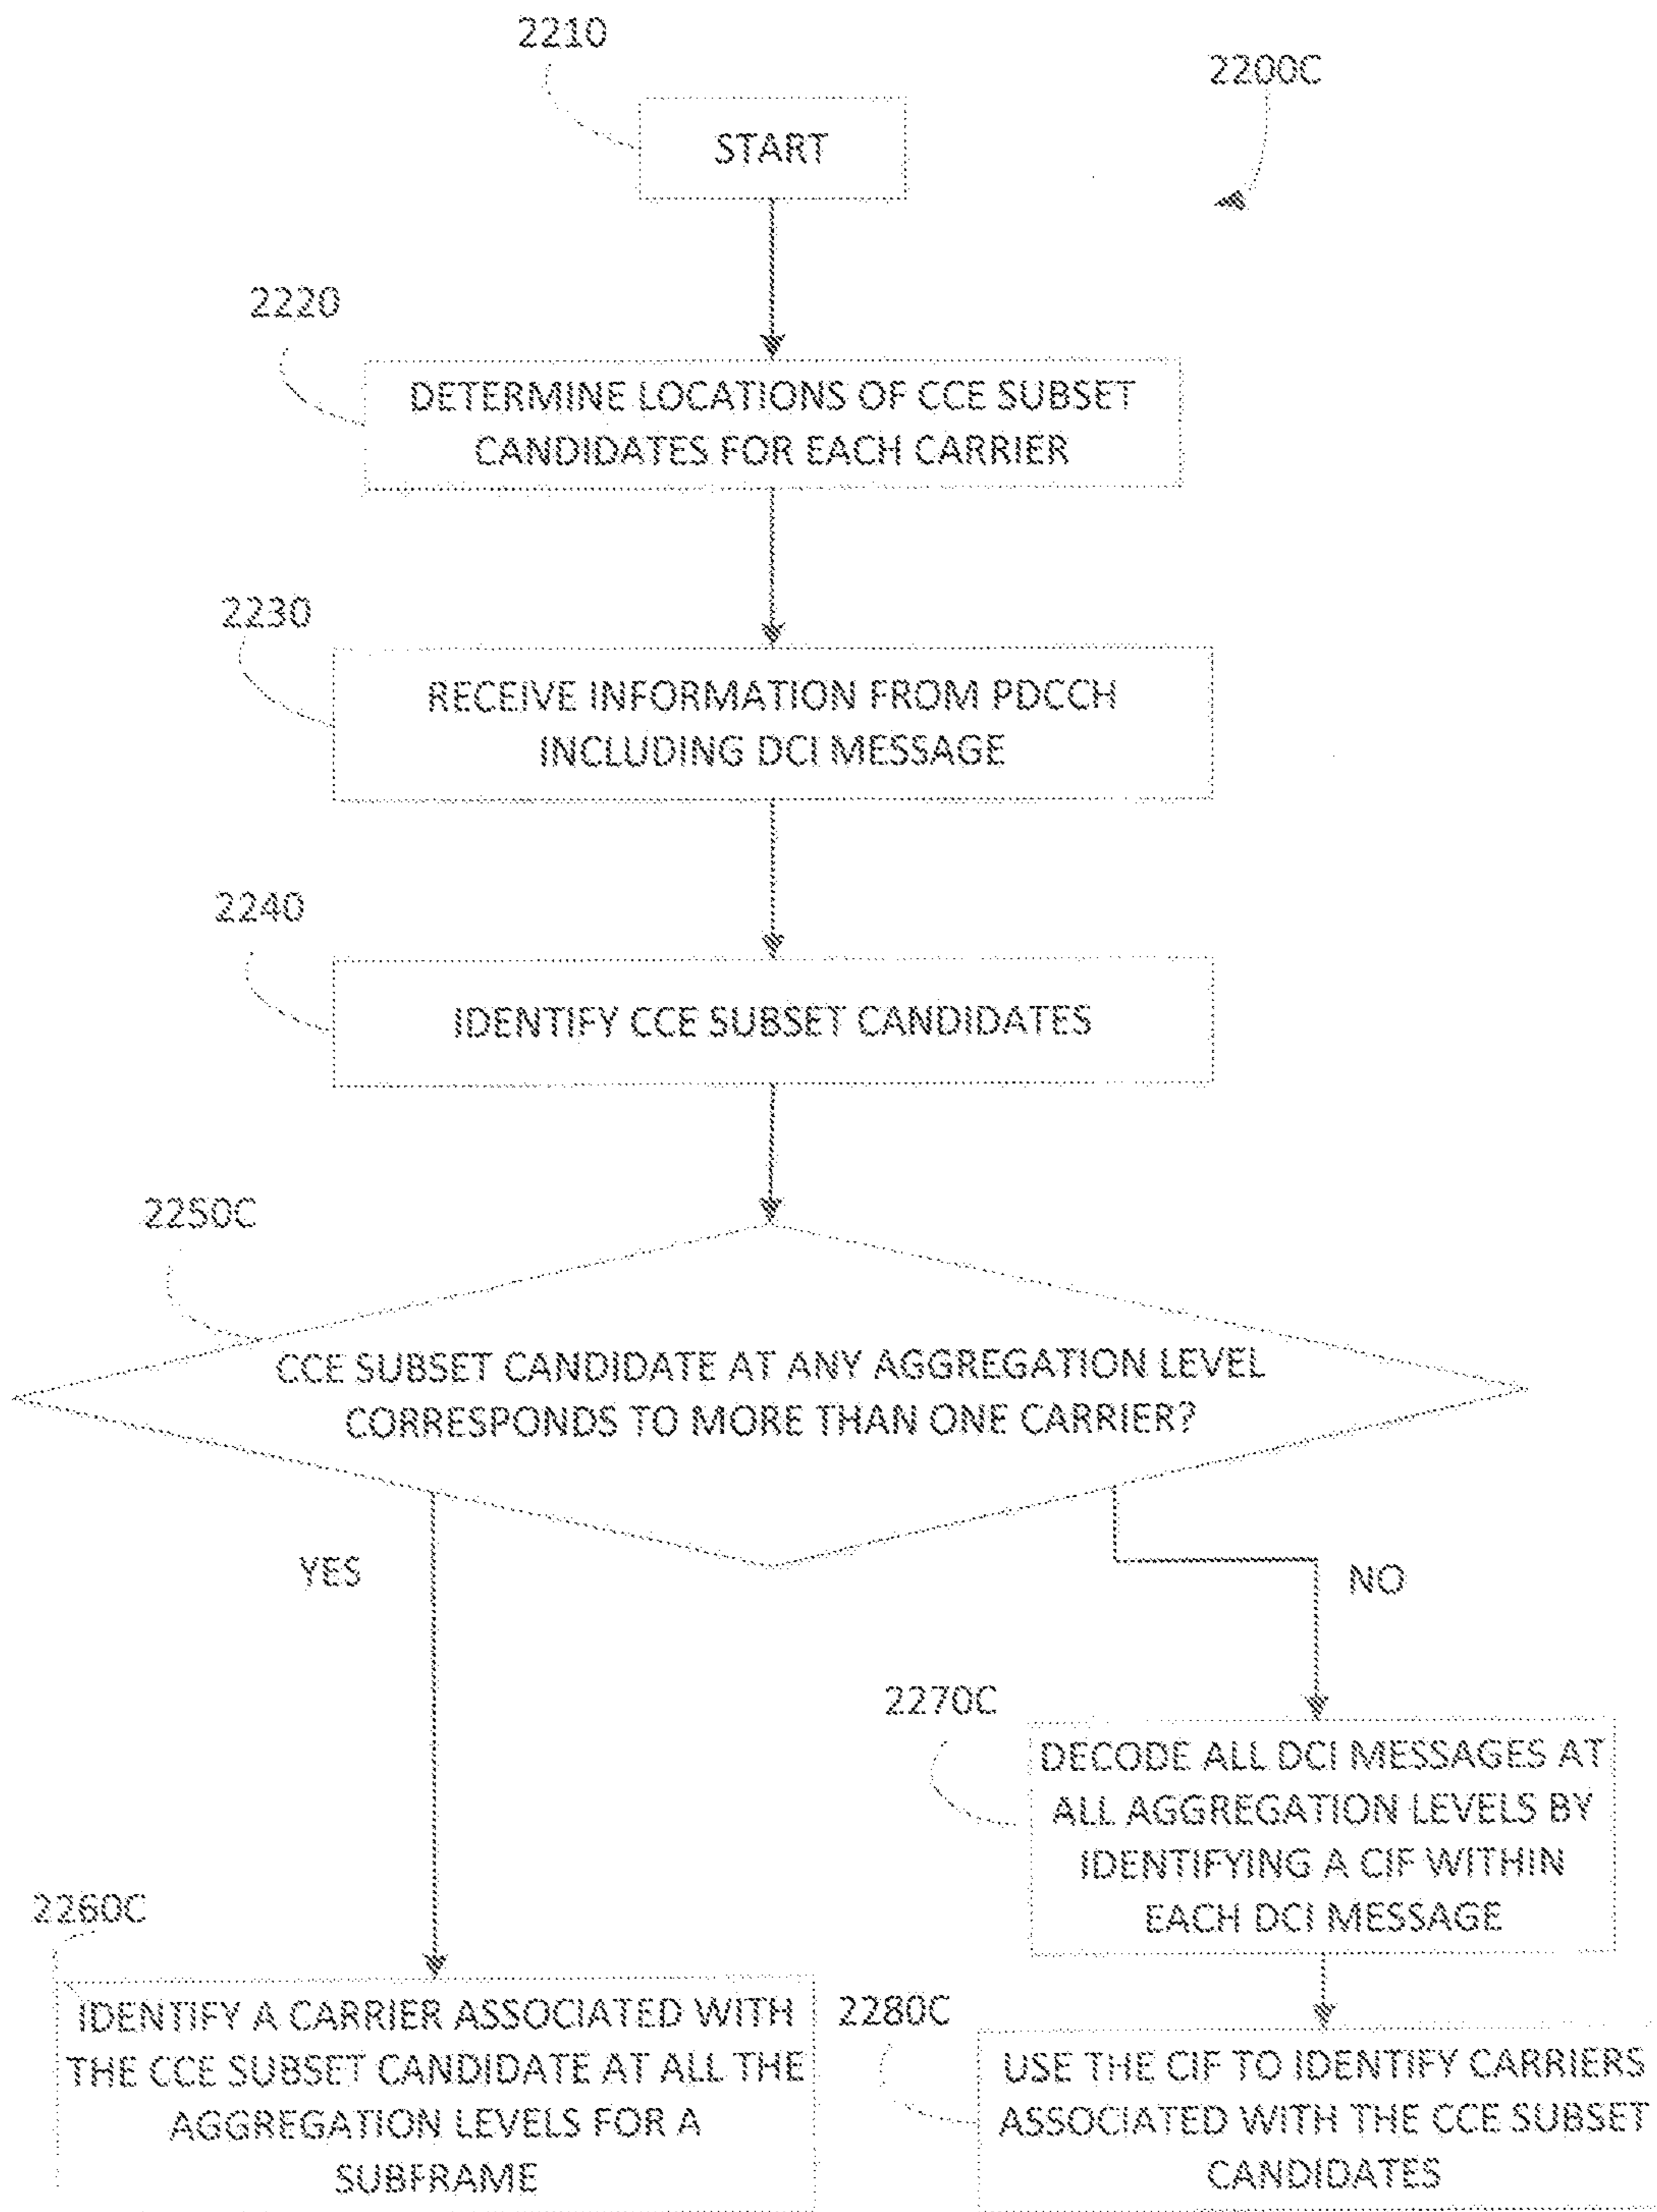 2210
2200C
START
2220
DETERMINE LOCATIONS OF CCE SUBSET
CANDIDATES FOR EACH CARRIER
2230
RECEIVE INFORMATION FROM PDCCH
INCLUDING DCI MESSAGE
2240
IDENTIFY CCE SUBSET CANDIDATES
2250C
CCE SUBSET CANDIDATE AT ANY AGGREGATION LEVEL
CORRESPONDS TO MORE THAN ONE CARRIER?
YES
NO
2270C
DECODE ALL DCI MESSAGES AT
ALL AGGREGATION LEVELS BY
IDENTIFYING A CIF WITHIN
EACH DCI MESSAGE
2260C
IDENTIFY A CARRIER ASSOCIATED WITH
THE CCE SUBSET CANDIDATE AT ALL THE
AGGREGATION LEVELS FOR A
SUBFRAME
2280C
USE THE CIF TO IDENTIFY CARRIERS
ASSOCIATED WITH THE CCE SUBSET
CANDIDATES